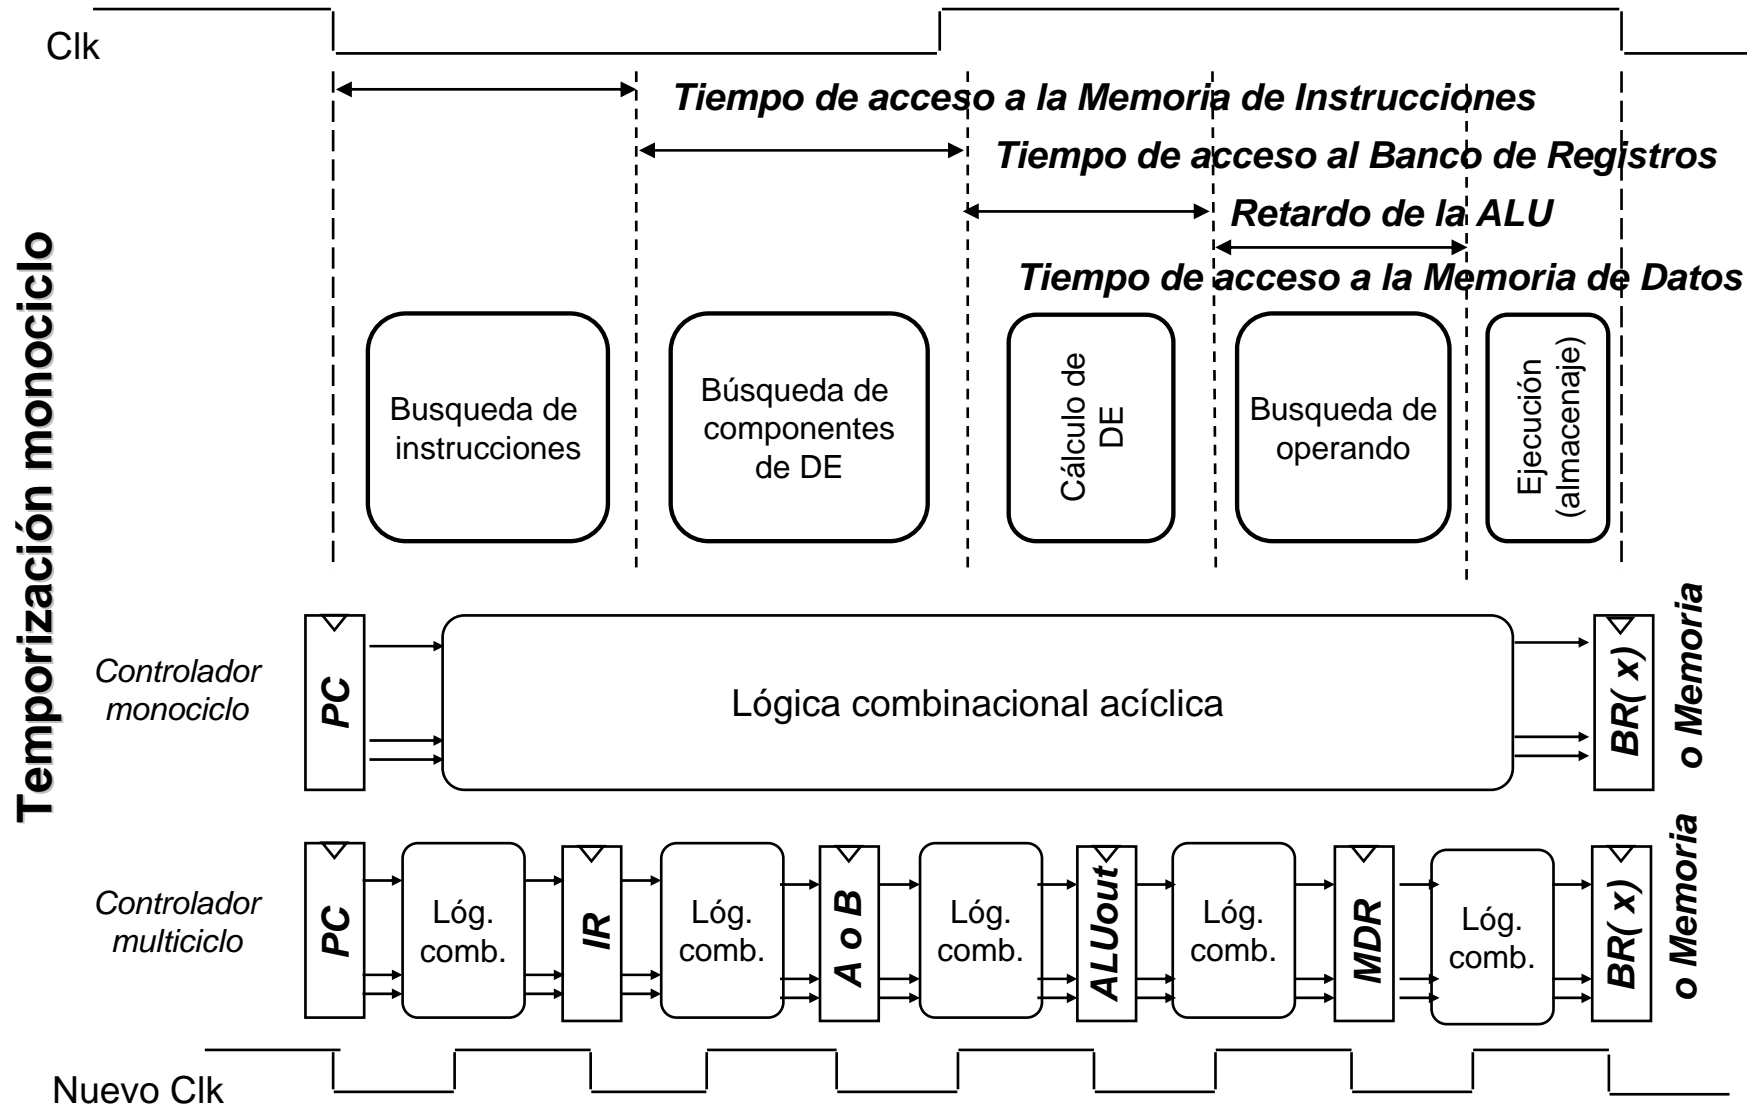 Clk
Tiempo de acceso a la Memoria de Instrucciones
Tiempo de acceso al Banco de Registros
Retardo de la ALU
Tiempo de acceso a la Memoria de Datos
Temporización monociclo
Busqueda de
instrucciones
Búsqueda de
componentes
de DE
Cálculo de
DE
Busqueda de
operando
Ejecución
(almacenaje)
Controlador
monociclo
PC
Lógica combinacional acíclica
BR( x)
o Memoria
Controlador
multiciclo
PC
Lóg.
comb.
IR
Lóg.
comb.
A o B
Lóg.
comb.
ALUout
Lóg.
comb.
MDR
Lóg.
comb.
BR( x)
o Memoria
Nuevo Clk